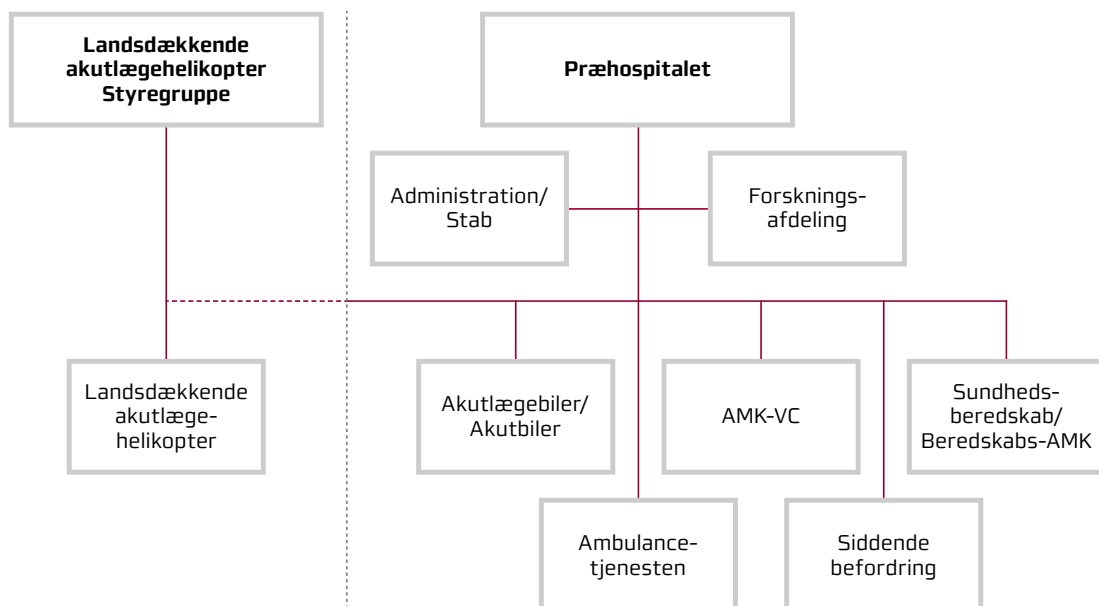 Landsdækkende
akutlægehelikopter
Styregruppe
Præhospitalet
Administration/
Stab
Forsknings-
afdeling
Landsdækkende
akutlæge-
helikopter
Akutlægebiler/
Akutbiler
AMK-VC
Sundheds-
beredskab/
Beredskabs-AMK
Ambulance-
tjenesten
Siddende
befordring